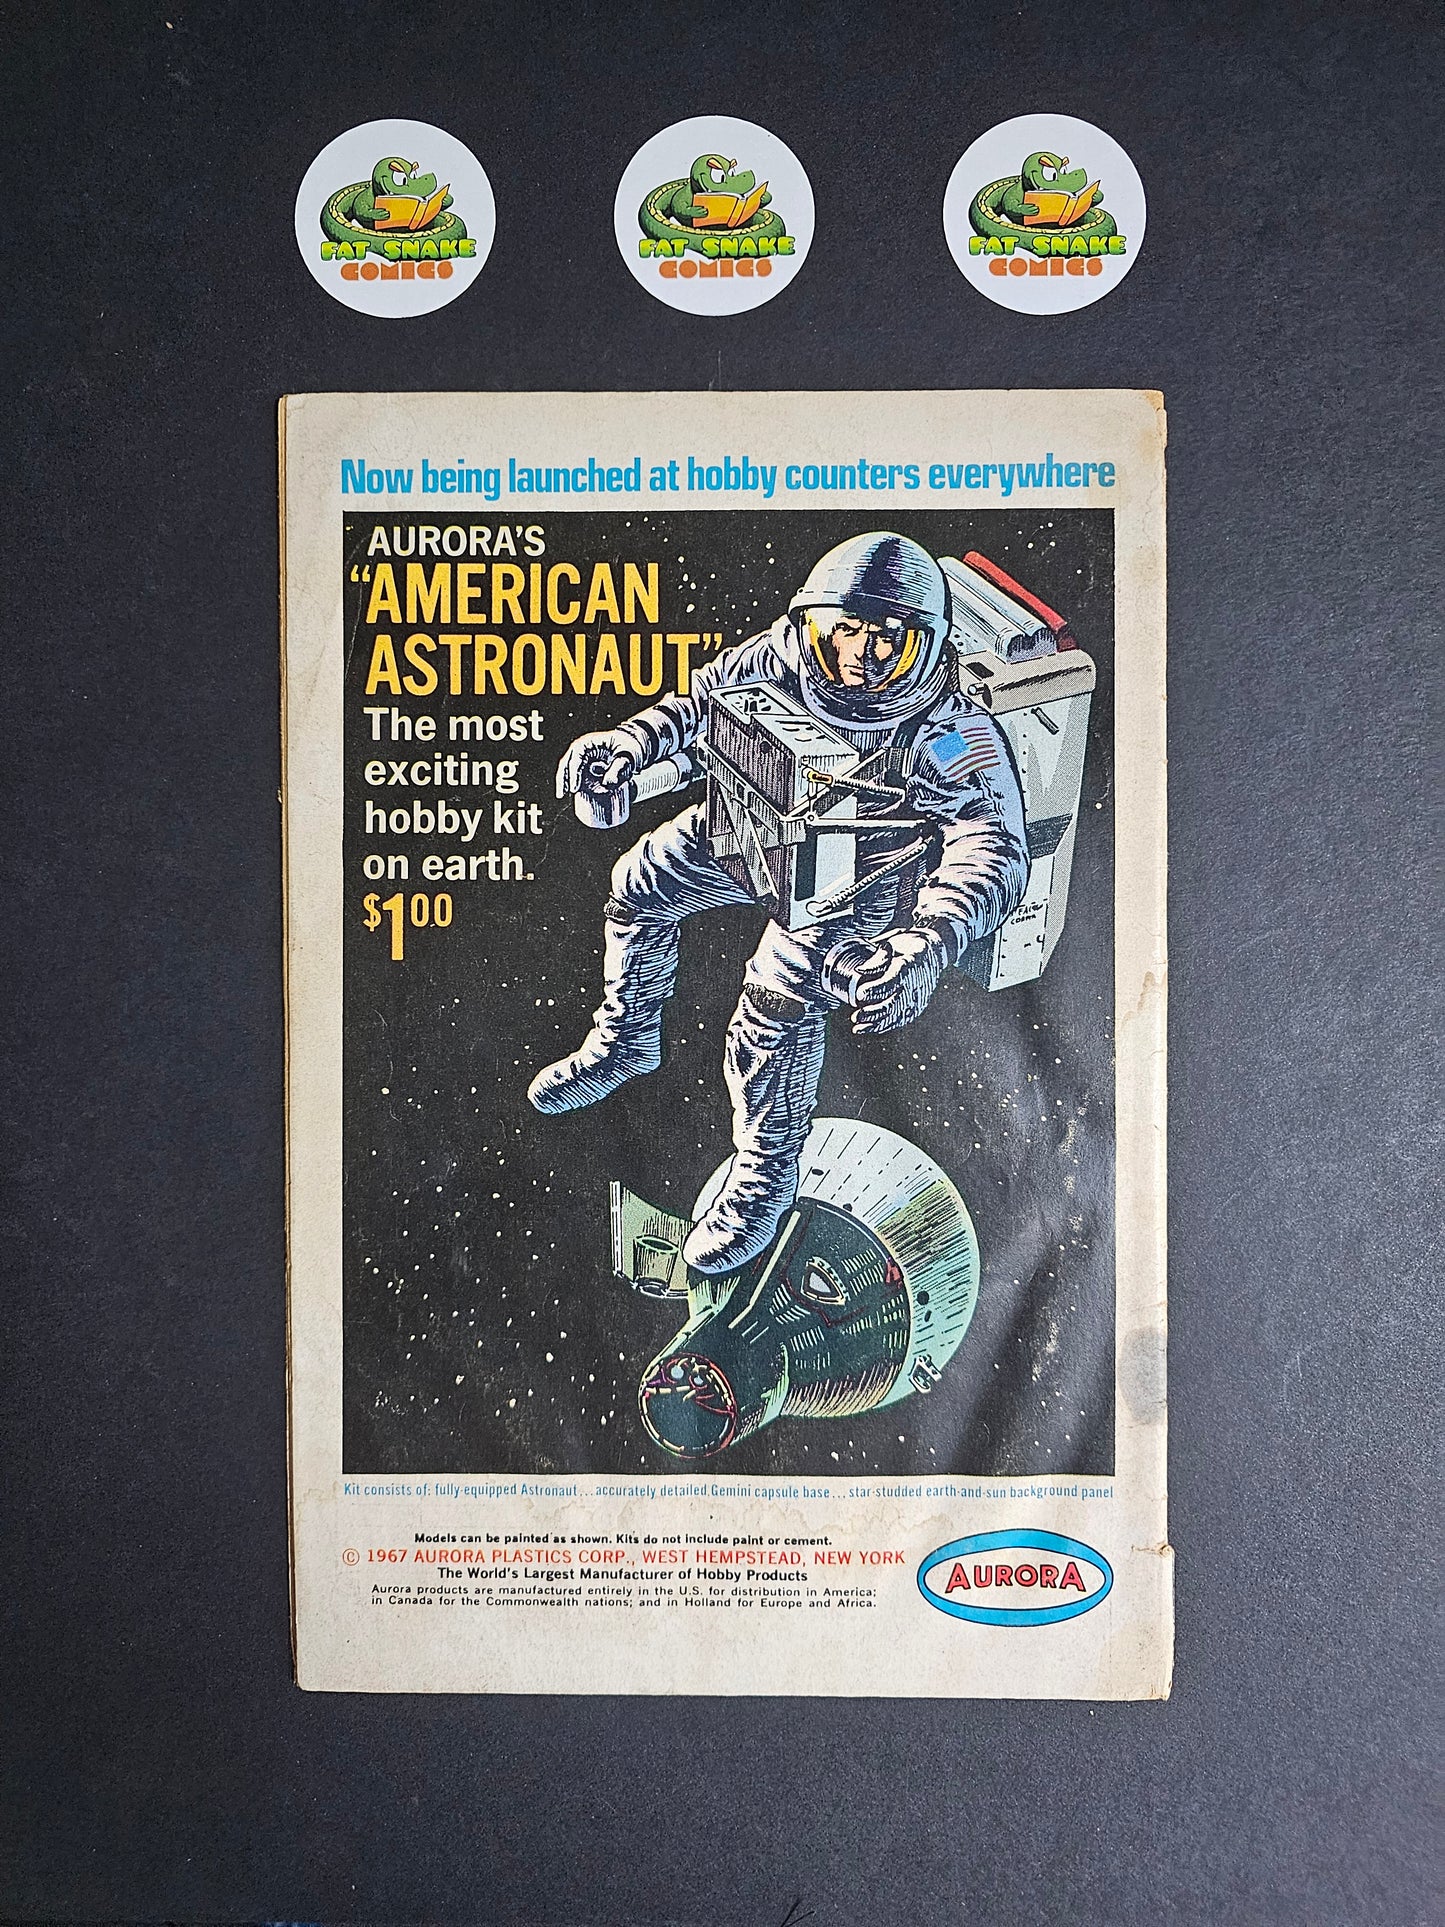 FAT SNAKE
COMICS
FAT SNAKE
COMICS
FAT SNAKE
COMICS
Now being launched at hobby counters everywhere
AURORA'S
"AMERICAN
ASTRONAUT"
The most
exciting
hobby kit
on earth.
$1.00
Kit consists of: fully-equipped Astronaut...accurately detailed Gemini capsule base...star-studded earth-and-sun background panel
Models can be painted as shown. Kits do not include paint or cement.
© 1967 AURORA PLASTICS CORP., WEST HEMPSTEAD, NEW YORK
The World's Largest Manufacturer of Hobby Products
Aurora products are manufactured entirely in the U.S. for distribution in America;
in Canada for the Commonwealth nations; and in Holland for Europe and Africa.
AURORA